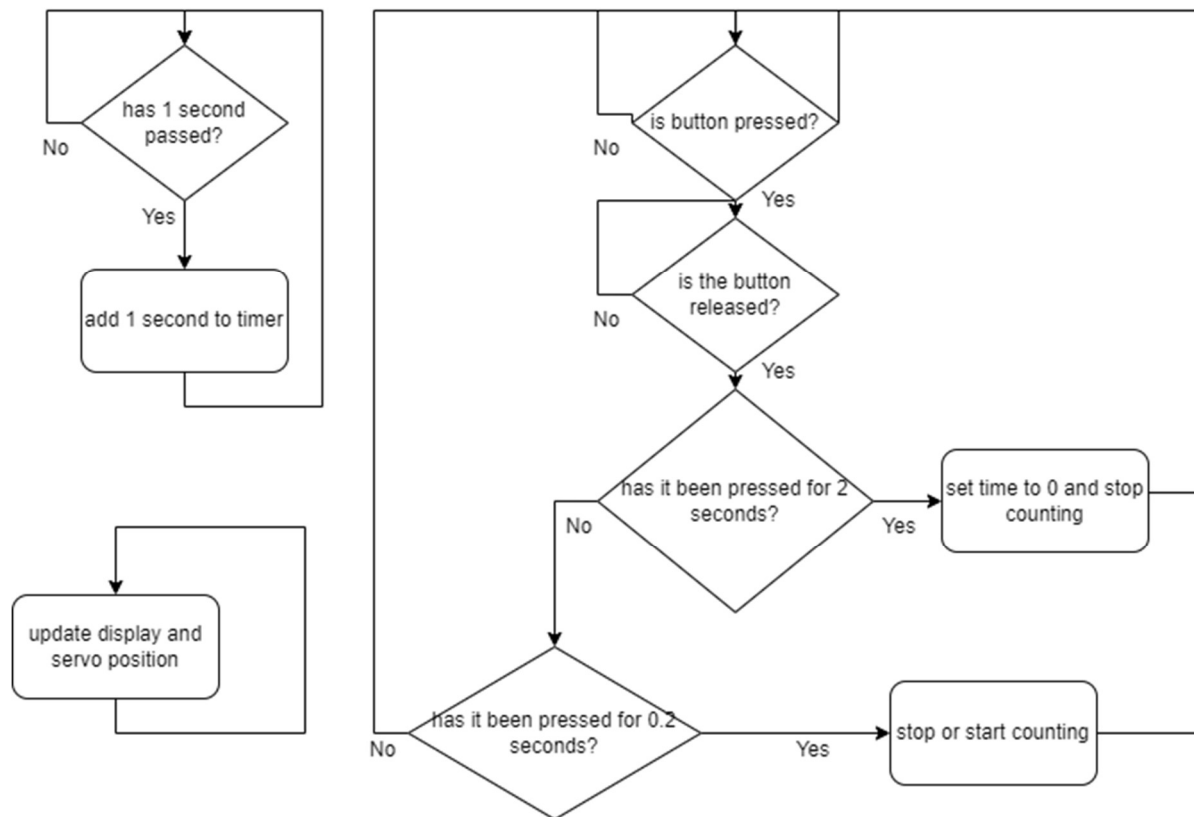 has 1 second
passed?
No
Yes
add 1 second to timer
update display and
servo position
is button pressed?
No
Yes
is the button
released?
No
Yes
has it been pressed for 2
seconds?
No
Yes
set time to 0 and stop
counting
has it been pressed for 0.2
seconds?
No
Yes
stop or start counting